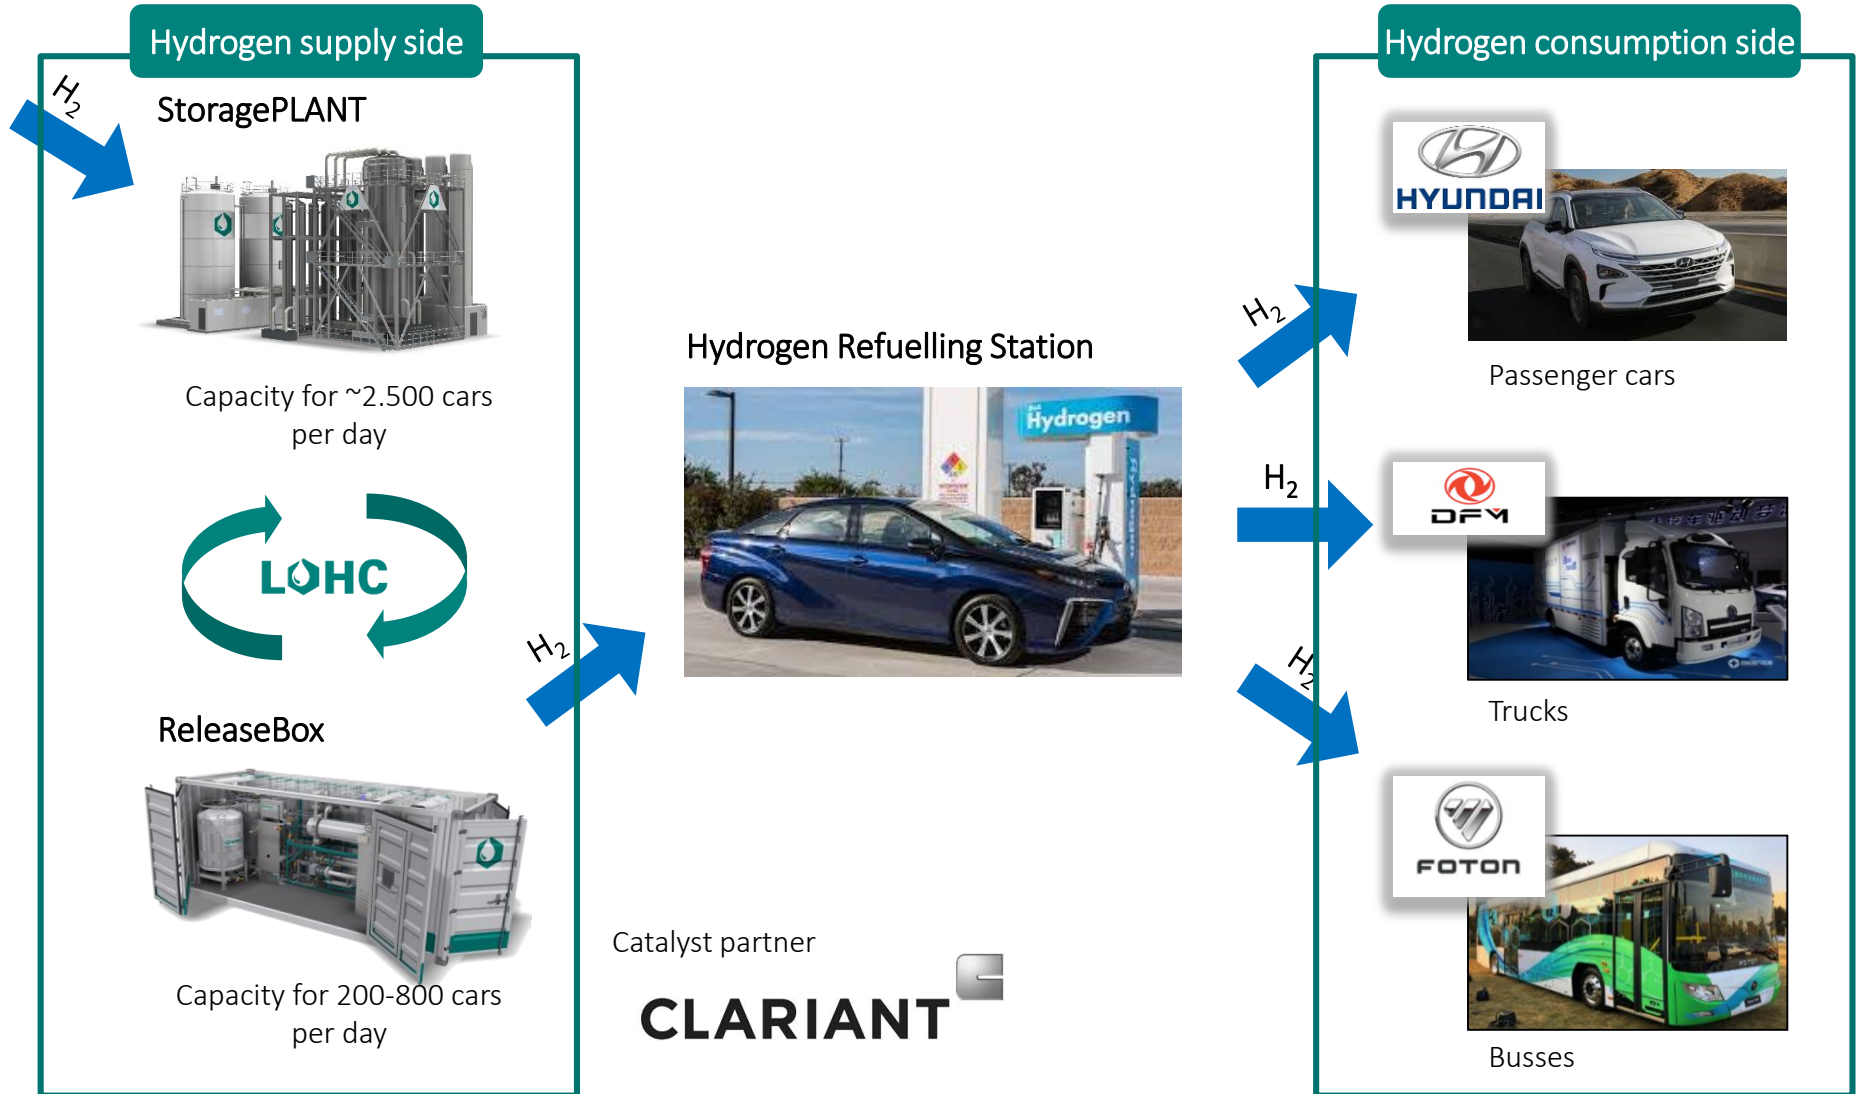 Hydrogen supply side
H2
StoragePLANT
Capacity for ~2.500 cars
per day
LOHC
H2
ReleaseBox
Capacity for 200-800 cars
per day
Hydrogen Refuelling Station
Hydrogen
Catalyst partner
CLARIANT
H2
H2
H2
Hydrogen consumption side
HYUNDAI
Passenger cars
DFM
Trucks
FOTON
Busses